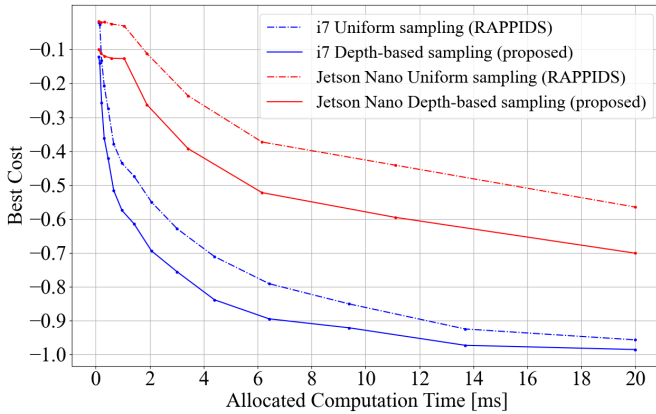 i7 Uniform sampling (RAPPIDS)
i7 Depth-based sampling (proposed)
Jetson Nano Uniform sampling (RAPPIDS)
Jetson Nano Depth-based sampling (proposed)
Best Cost
−0.1
−0.2
−0.3
−0.4
−0.5
−0.6
−0.7
−0.8
−0.9
−1.0
0 2 4 6 8 10 12 14 16 18 20
Allocated Computation Time [ms]